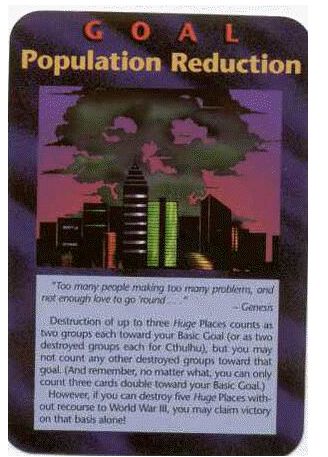 GOAL
Population Reduction
"Too many people making too many problems, and
not enough love to go 'round . . ."
– Genesis
Destruction of up to three Huge Places counts as
two groups each toward your Basic Goal (or as two
destroyed groups each for Cthulhu), but you may
not count any other destroyed groups toward that
goal. (And remember, no matter what, you can only
count three cards double toward your Basic Goal.)
However, if you can destroy five Huge Places with-
out recourse to World War III, you may claim victory
on that basis alone!